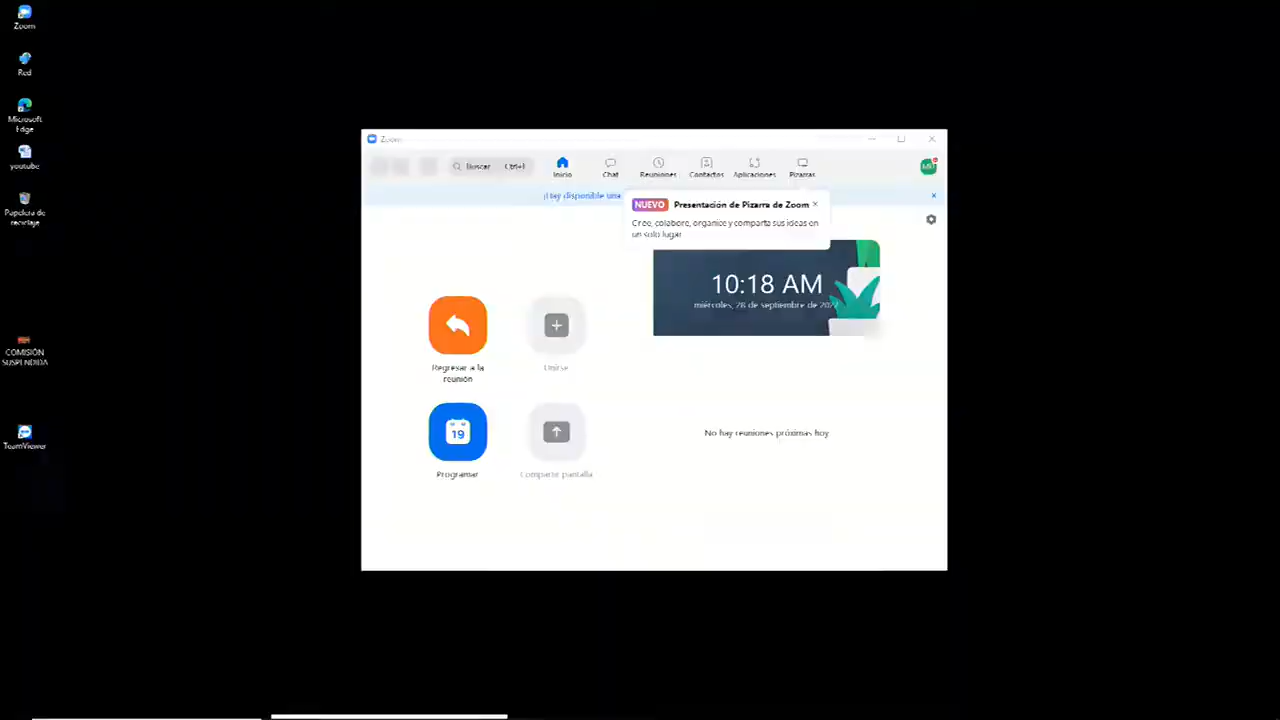 Zoom
Red
Microsoft
Edge
youtube
Papelera de
reciclaje
COMISIÓN
SUSPENDIDA
TeamViewer
Zoom
Buscar
Ctrl+F
Inicio
Chat
Reuniones
Contactos
Aplicaciones
Pizarras
¡Hay disponible una
NUEVO Presentación de Pizarra de Zoom
Cree, colabore, organice y comparta sus ideas en
un solo lugar
10:18 AM
miércoles, 28 de septiembre de 202
Regresar a la
reunión
Unirse
19
Programar
Compartir pantalla
No hay reuniones próximas hoy